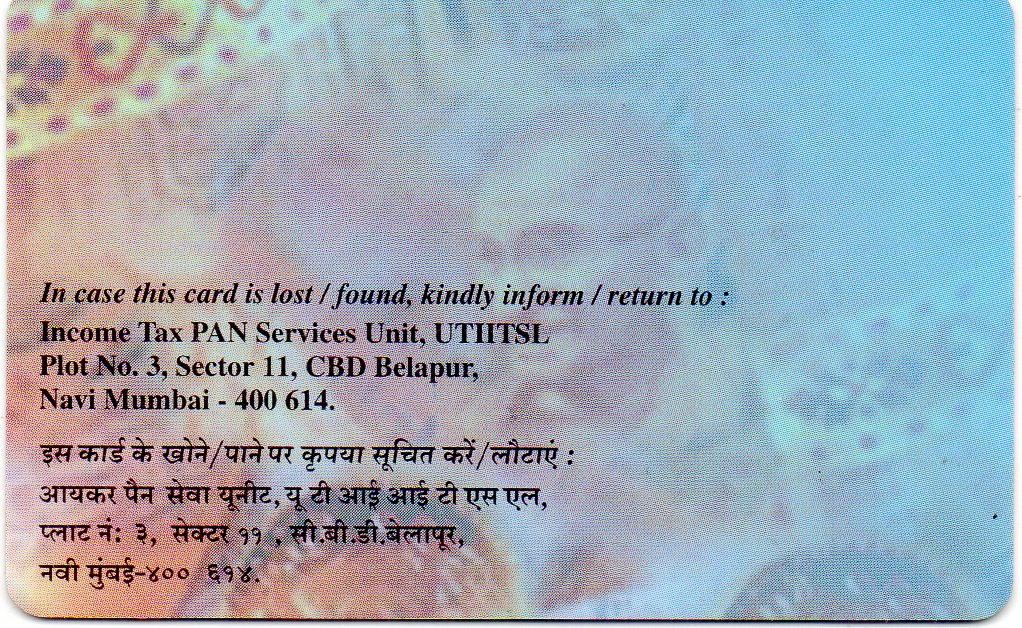 In case this card is lost / found, kindly inform / return to :
Income Tax PAN Services Unit, UTIITSL
Plot No. 3, Sector 11, CBD Belapur,
Navi Mumbai - 400 614.
इस कार्ड के खोने/पाने पर कृपया सूचित करें/लौटाएं :
आयकर पैन सेवा यूनीट, यू टी आई आई टी एस एल,
प्लाट नं: ३, सेक्टर ११ , सी.बी.डी.बेलापूर,
नवी मुंबई-४०० ६१४.